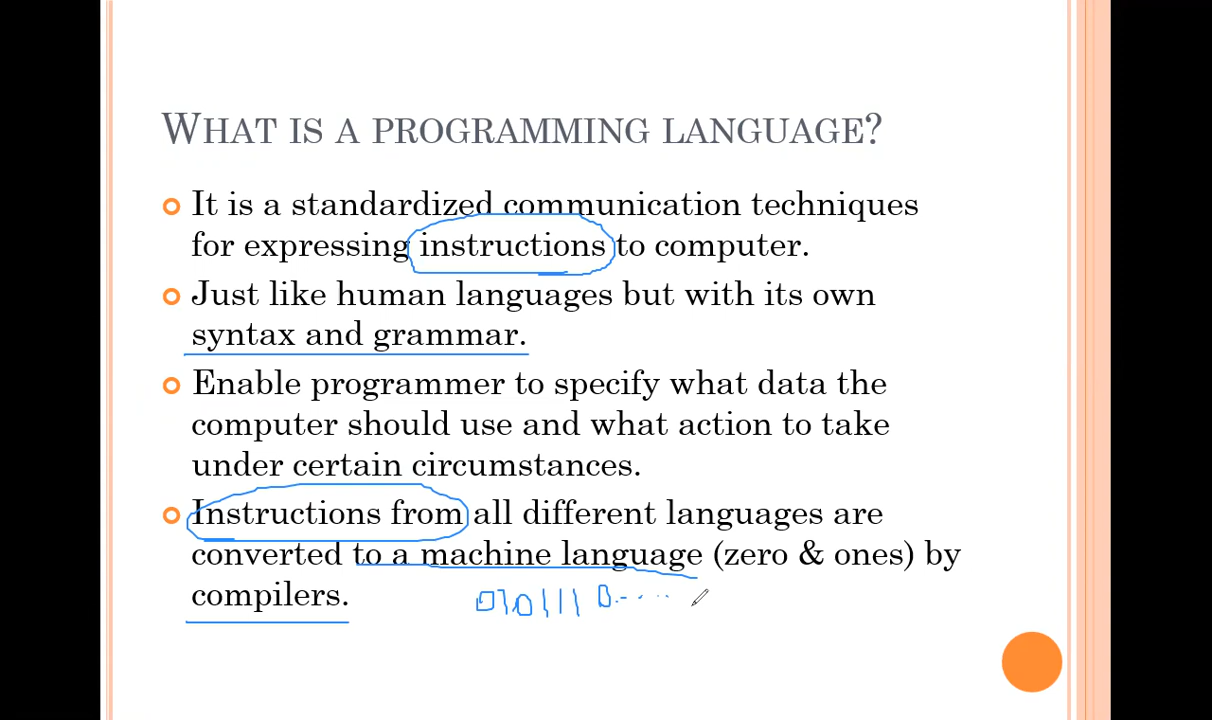 WHAT IS A PROGRAMMING LANGUAGE?
It is a standardized communication techniques
for expressing instructions to computer.
Just like human languages but with its own
syntax and grammar.
Enable programmer to specify what data the
computer should use and what action to take
under certain circumstances.
Instructions from all different languages are
converted to a machine language (zero & ones) by
compilers.
0101110.....